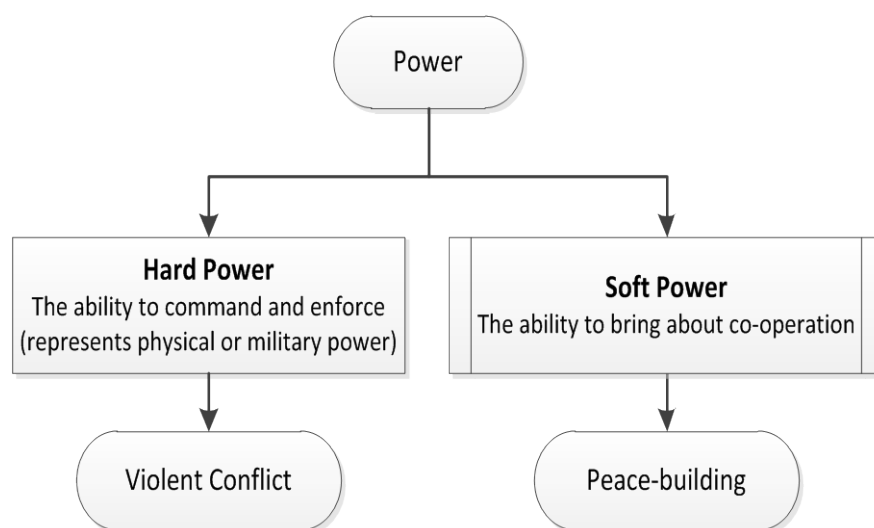 Power
Hard Power
The ability to command and enforce
(represents physical or military power)
Soft Power
The ability to bring about co-operation
Violent Conflict
Peace-building